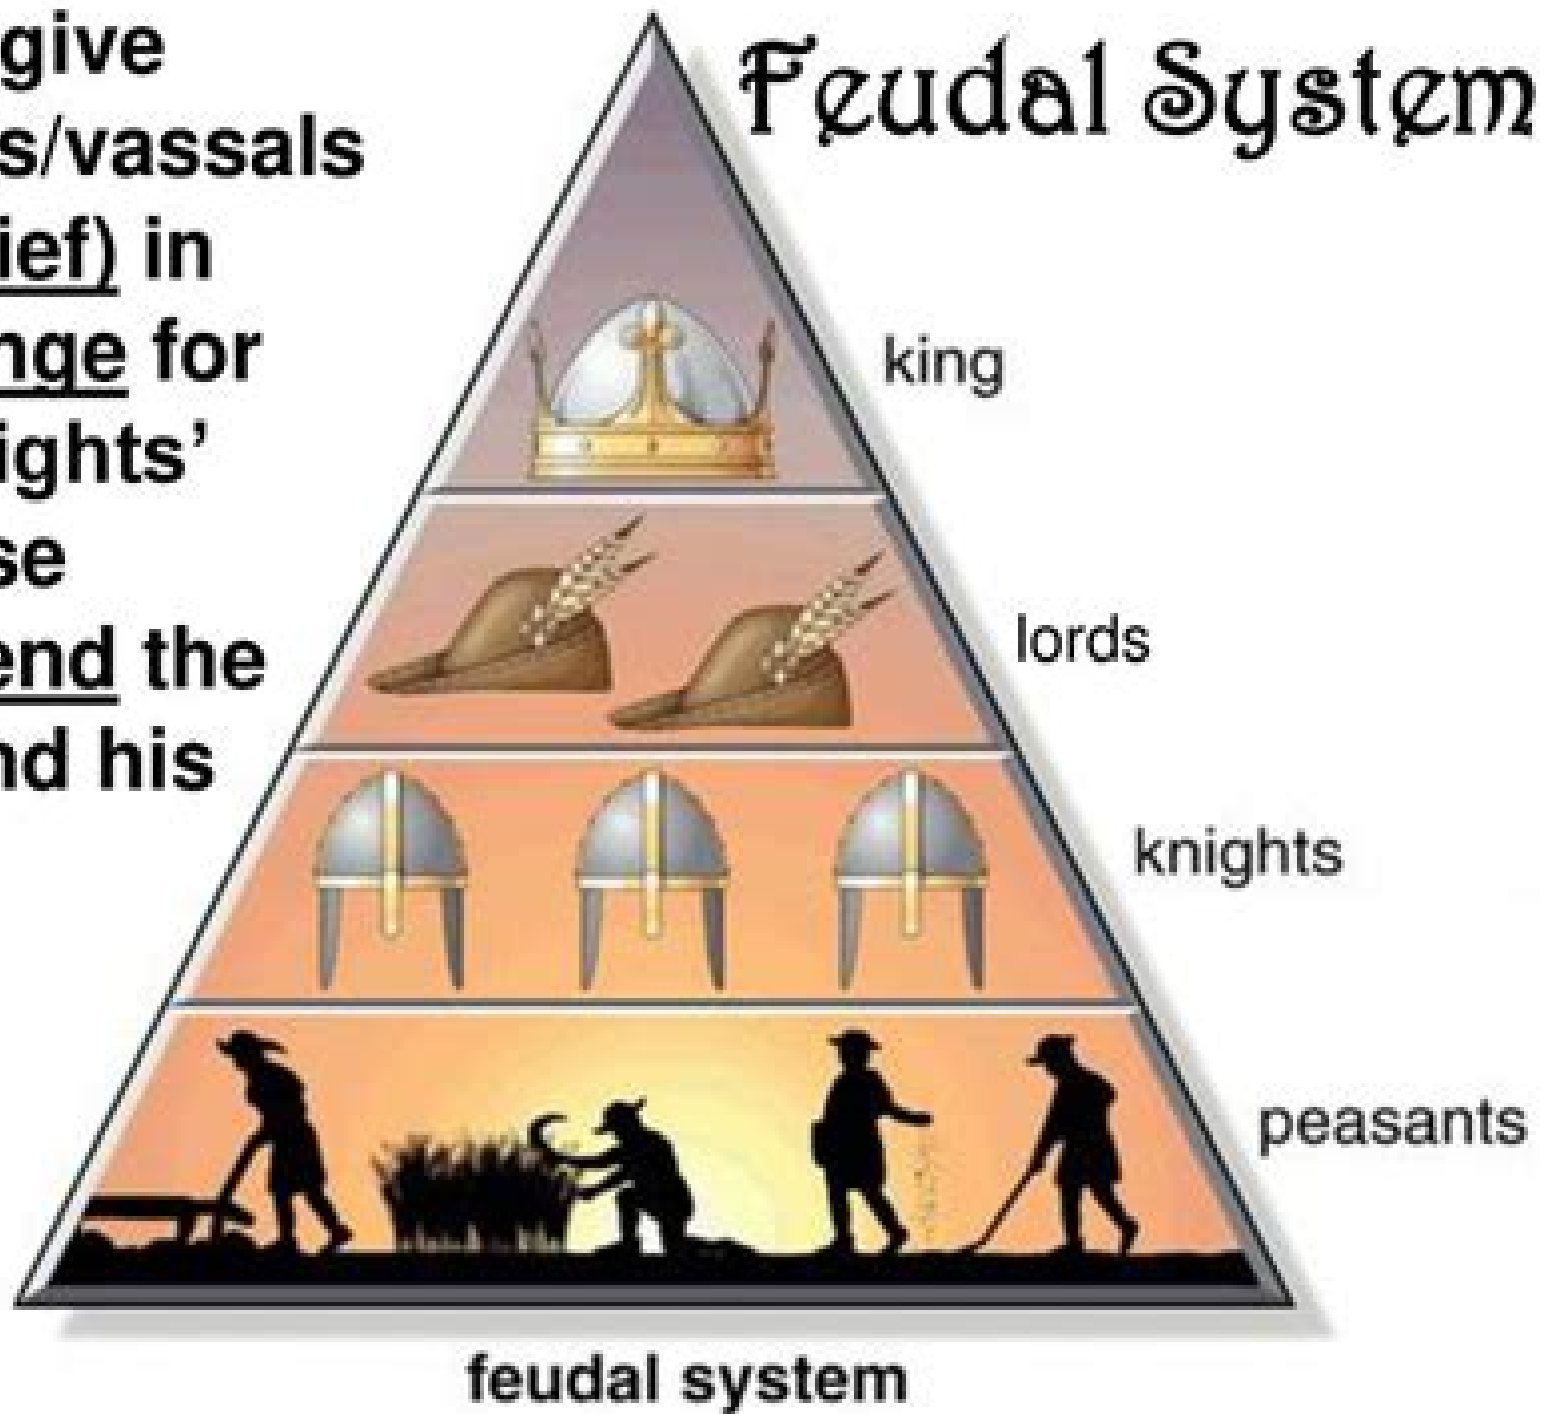 Feudal System
give
s/vassals
ief) in
nge for
ights'
se
end the
nd his
king
lords
knights
peasants
feudal system